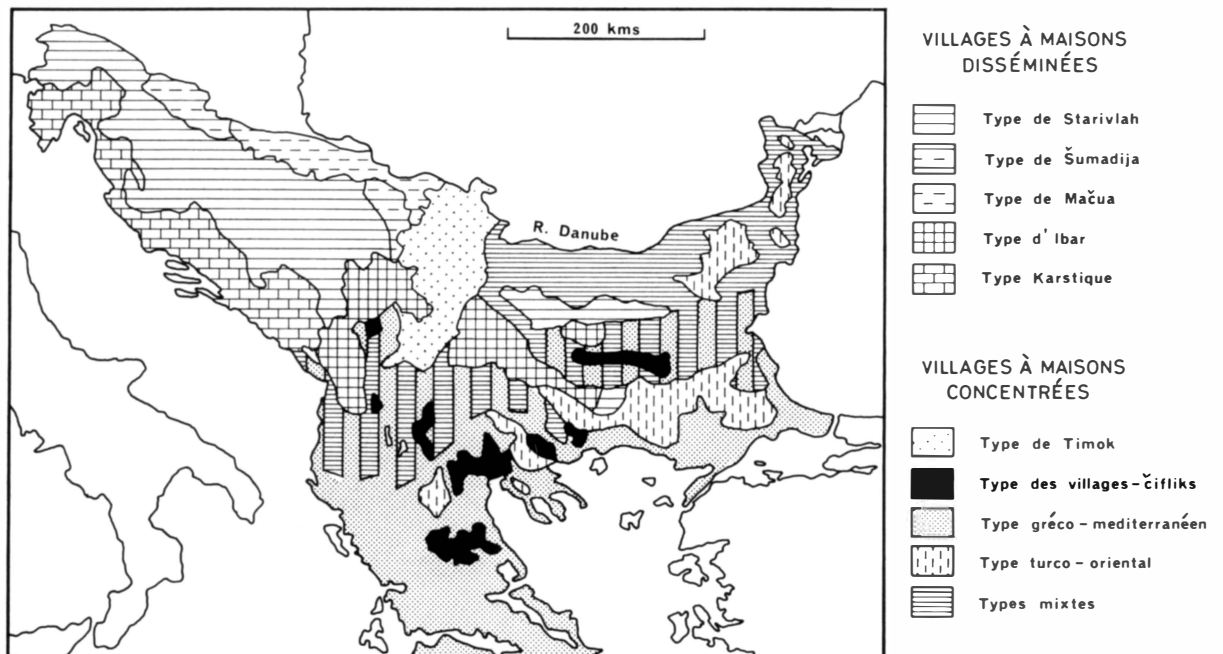 200 kms
R. Danube
VILLAGES À MAISONS
DISSÉMINÉES
Type de Starivlah
Type de Šumadija
Type de Mačua
Type d'Ibar
Type Karstique
VILLAGES À MAISONS
CONCENTRÉES
Type de Timok
Type des villages-čifliks
Type gréco-mediterranéen
Type turco-oriental
Types mixtes